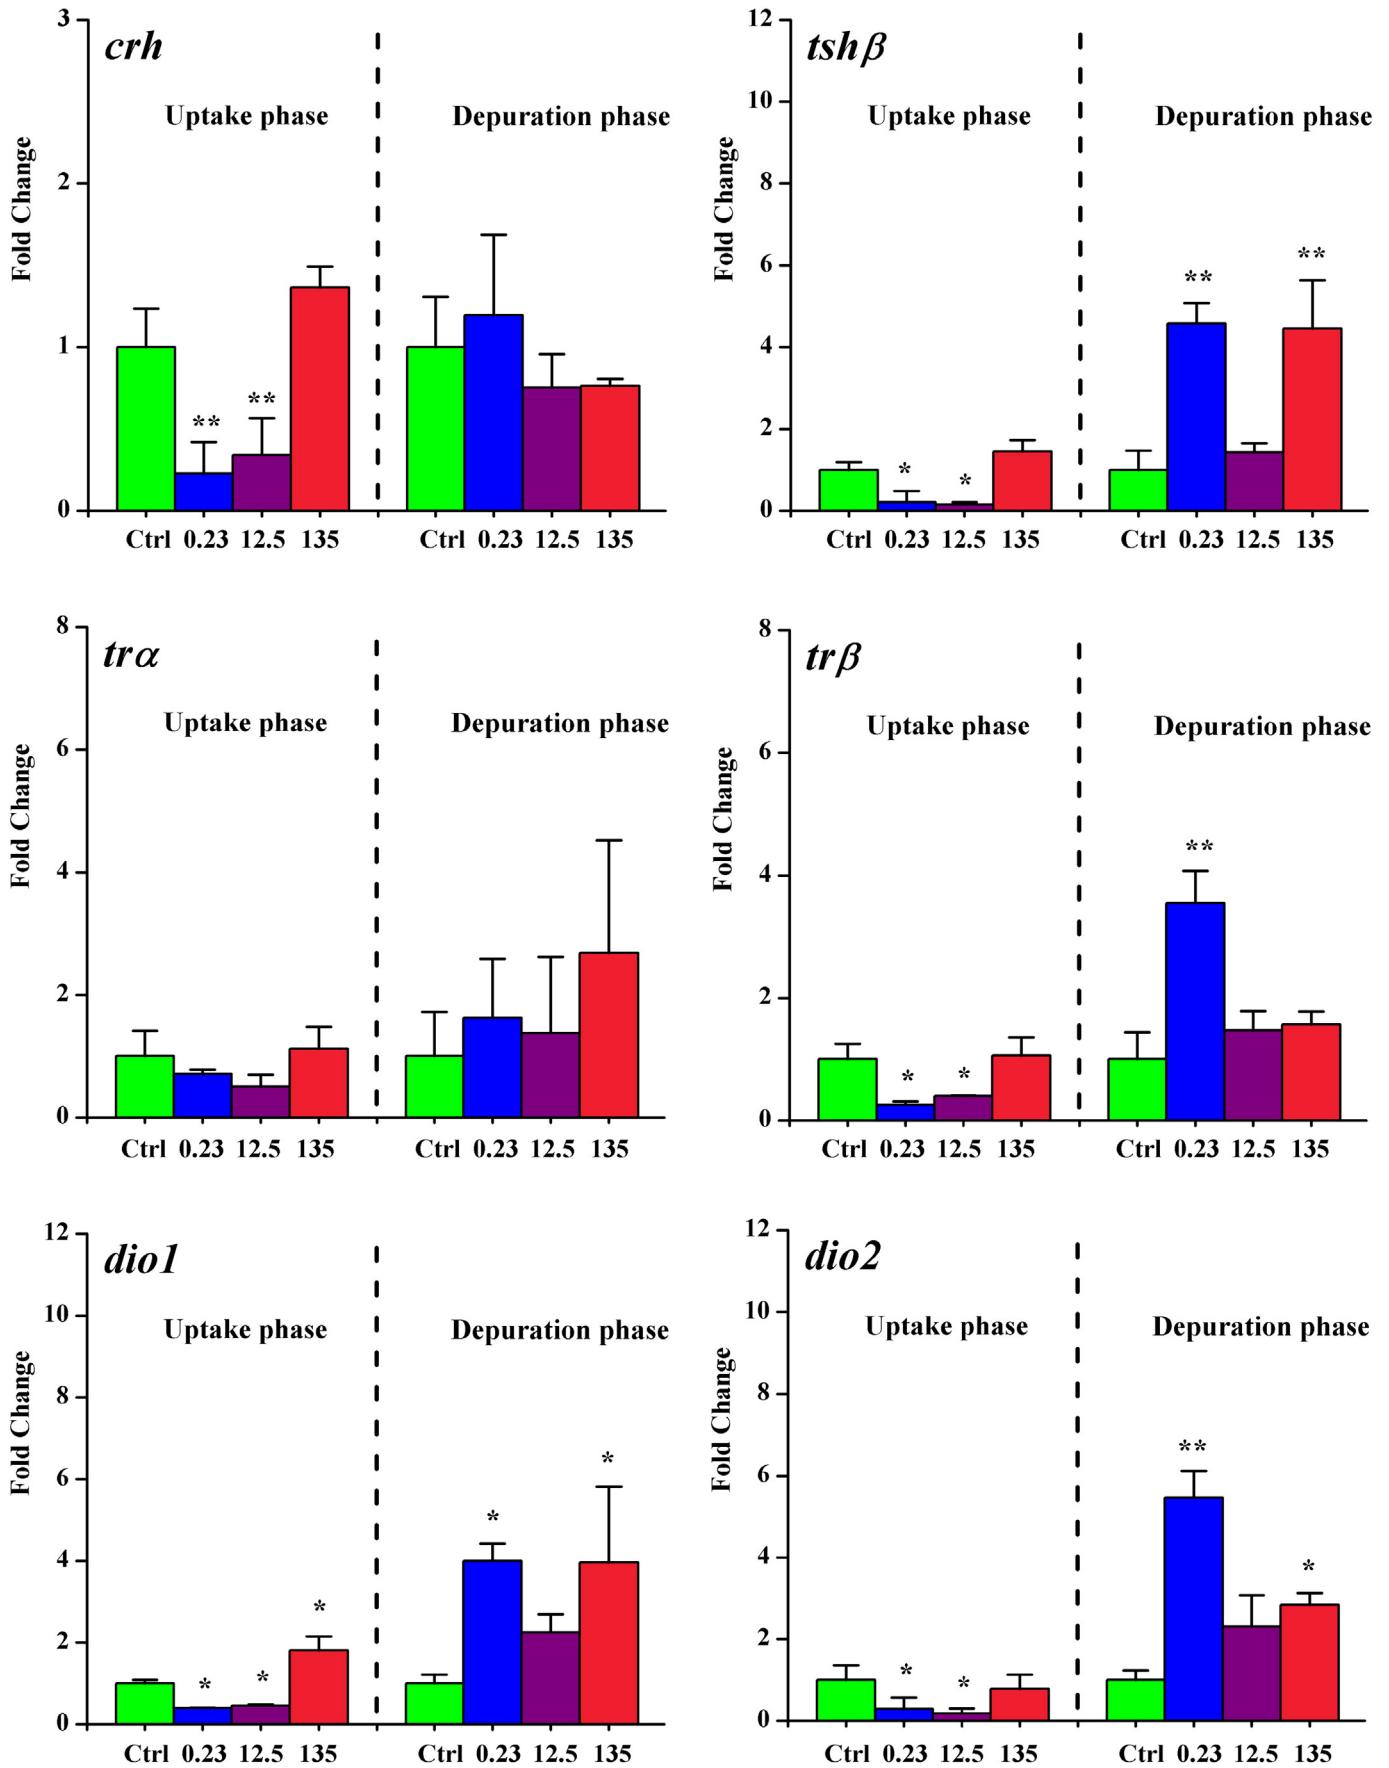 crh
Uptake phase
Depuration phase
Fold Change
3
2
1
0
** **
Ctrl 0.23 12.5 135 Ctrl 0.23 12.5 135
tshβ
Uptake phase
Depuration phase
Fold Change
12
10
8
6
4
2
0
* * ** **
Ctrl 0.23 12.5 135 Ctrl 0.23 12.5 135
trα
Uptake phase
Depuration phase
Fold Change
8
6
4
2
0
Ctrl 0.23 12.5 135 Ctrl 0.23 12.5 135
trβ
Uptake phase
Depuration phase
Fold Change
8
6
4
2
0
* * **
Ctrl 0.23 12.5 135 Ctrl 0.23 12.5 135
dio1
Uptake phase
Depuration phase
Fold Change
12
10
8
6
4
2
0
* * * * *
Ctrl 0.23 12.5 135 Ctrl 0.23 12.5 135
dio2
Uptake phase
Depuration phase
Fold Change
12
10
8
6
4
2
0
* * ** *
Ctrl 0.23 12.5 135 Ctrl 0.23 12.5 135